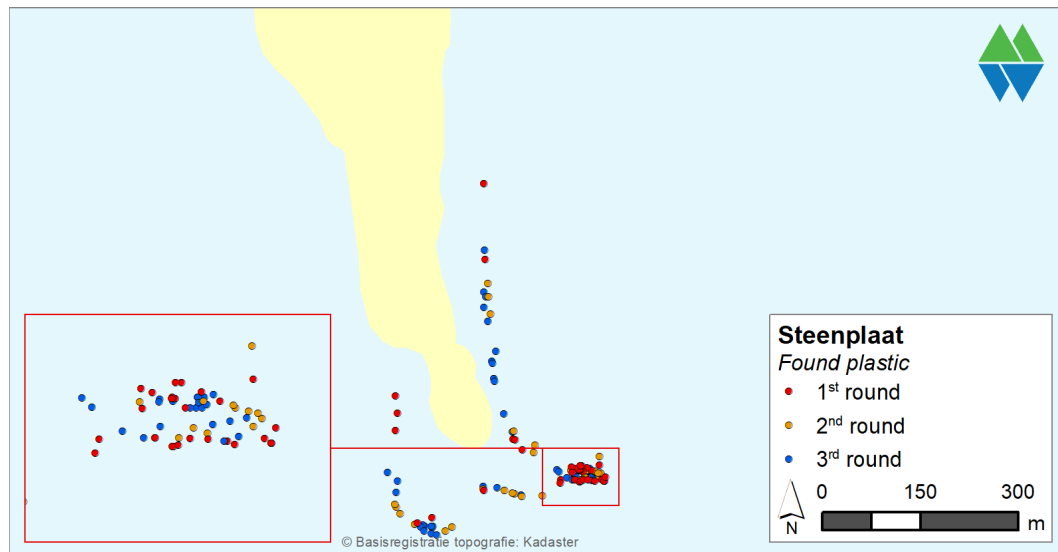 Steenplaat
Found plastic
1st round
2nd round
3rd round
0 150 300
N m
© Basisregistratie topografie: Kadaster